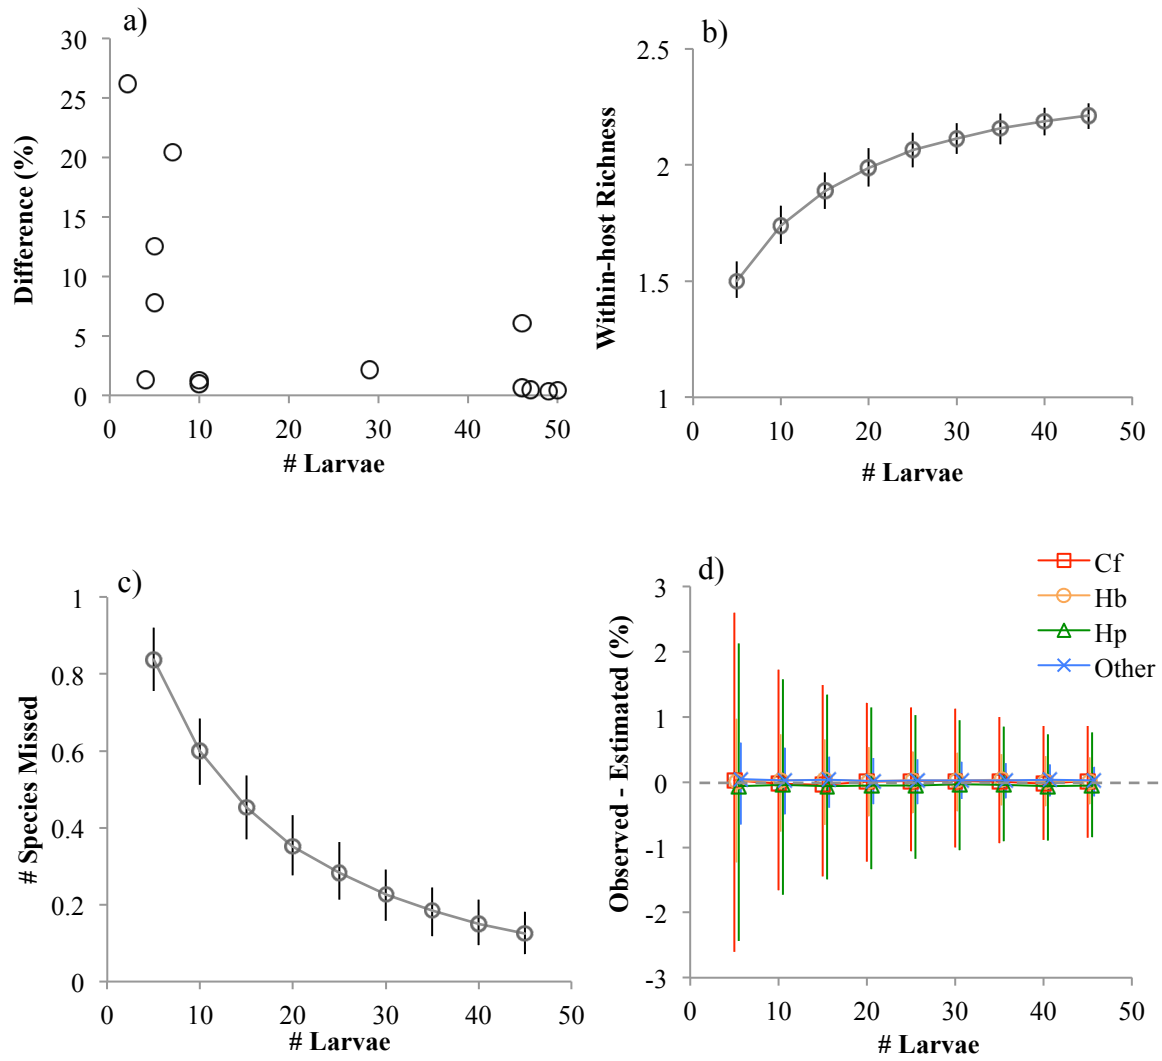 a)
30
25
20
15
10
5
0
Difference (%)
0 10 20 30 40 50
# Larvae
b)
2.5
2
1.5
1
Within-host Richness
0 10 20 30 40 50
# Larvae
c)
1
0.8
0.6
0.4
0.2
0
# Species Missed
0 10 20 30 40 50
# Larvae
d)
Cf
Hb
Hp
Other
3
2
1
0
-1
-2
-3
Observed - Estimated (%)
0 10 20 30 40 50
# Larvae